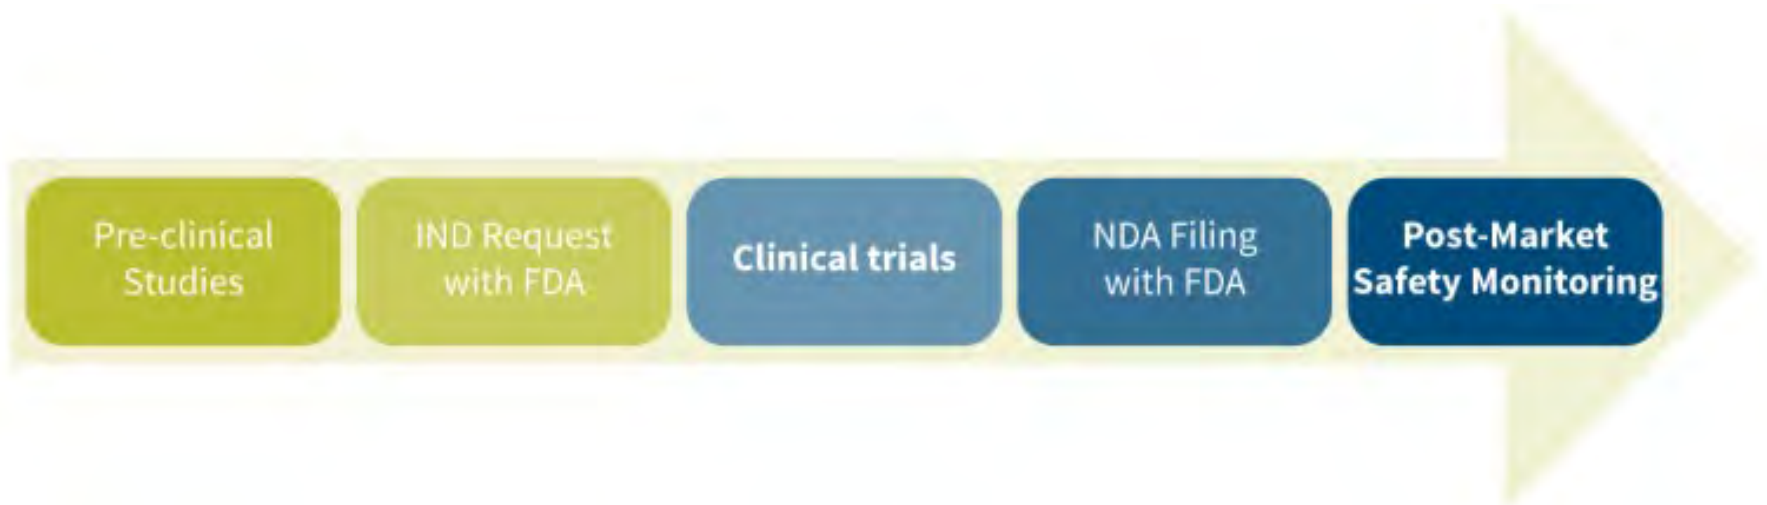 Pre-clinical
Studies
IND Request
with FDA
Clinical trials
NDA Filing
with FDA
Post-Market
Safety Monitoring